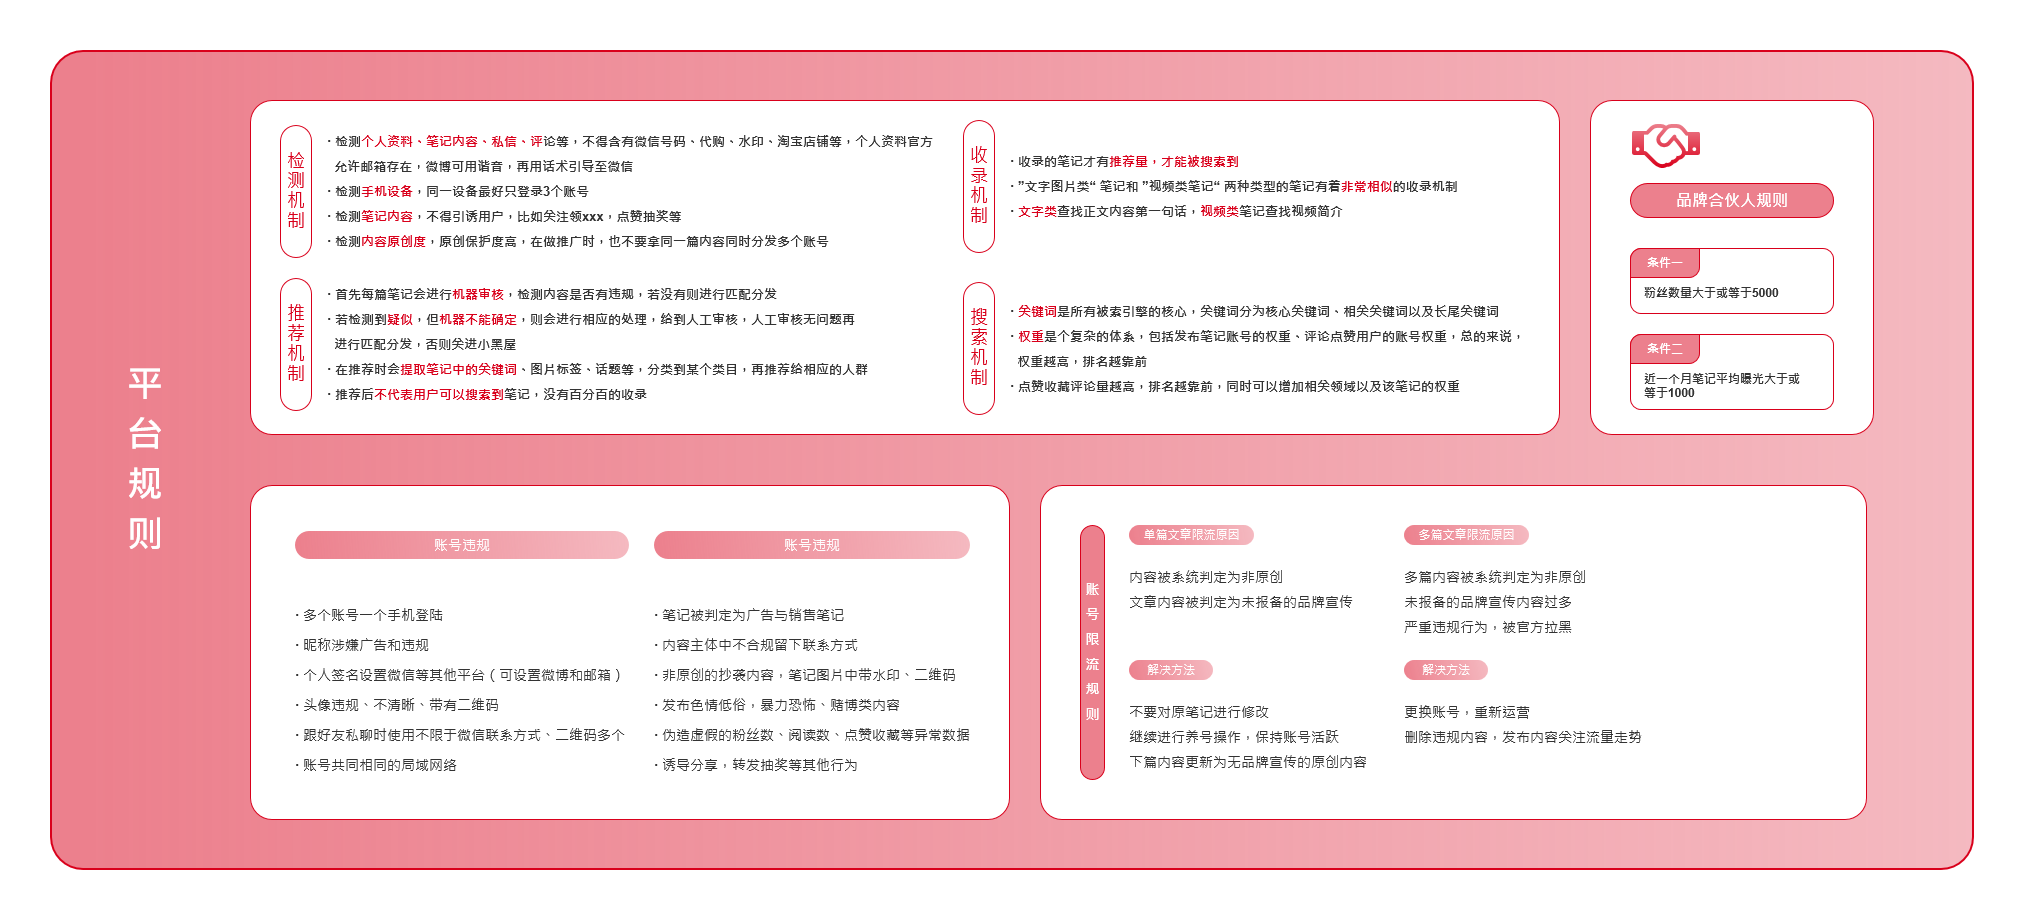 平台规则
检测机制
· 检测个人资料、笔记内容、私信、评论等，不得含有微信号码、代购、水印、淘宝店铺等，个人资料官方
允许邮箱存在，微博可用谐音，再用话术引导至微信
· 检测手机设备，同一设备最好只登录3个账号
· 检测笔记内容，不得引诱用户，比如关注领xxx，点赞抽奖等
· 检测内容原创度，原创保护度高，在做推广时，也不要拿同一篇内容同时分发多个账号
推荐机制
· 首先每篇笔记会进行机器审核，检测内容是否有违规，若没有则进行匹配分发
· 若检测到疑似，但机器不能确定，则会进行相应的处理，给到人工审核，人工审核无问题再
进行匹配分发，否则关进小黑屋
· 在推荐时会提取笔记中的关键词、图片标签、话题等，分类到某个类目，再推荐给相应的人群
· 推荐后不代表用户可以搜索到笔记，没有百分百的收录
收录机制
· 收录的笔记才有推荐量，才能被搜索到
· ”文字图片类“ 笔记和 ”视频类笔记“ 两种类型的笔记有着非常相似的收录机制
· 文字类查找正文内容第一句话，视频类笔记查找视频简介
搜索机制
· 关键词是所有被索引擎的核心，关键词分为核心关键词、相关关键词以及长尾关键词
· 权重是个复杂的体系，包括发布笔记账号的权重、评论点赞用户的账号权重，总的来说，
权重越高，排名越靠前
· 点赞收藏评论量越高，排名越靠前，同时可以增加相关领域以及该笔记的权重
品牌合伙人规则
条件一
粉丝数量大于或等于5000
条件二
近一个月笔记平均曝光大于或
等于1000
账号违规
· 多个账号一个手机登陆
· 昵称涉嫌广告和违规
· 个人签名设置微信等其他平台（可设置微博和邮箱）
· 头像违规、不清晰、带有二维码
· 跟好友私聊时使用不限于微信联系方式、二维码多个
· 账号共同相同的局域网络
账号违规
· 笔记被判定为广告与销售笔记
· 内容主体中不合规留下联系方式
· 非原创的抄袭内容，笔记图片中带水印、二维码
· 发布色情低俗，暴力恐怖、赌博类内容
· 伪造虚假的粉丝数、阅读数、点赞收藏等异常数据
· 诱导分享，转发抽奖等其他行为
账号限流规则
单篇文章限流原因
内容被系统判定为非原创
文章内容被判定为未报备的品牌宣传
解决方法
不要对原笔记进行修改
继续进行养号操作，保持账号活跃
下篇内容更新为无品牌宣传的原创内容
多篇文章限流原因
多篇内容被系统判定为非原创
未报备的品牌宣传内容过多
严重违规行为，被官方拉黑
解决方法
更换账号，重新运营
删除违规内容，发布内容关注流量走势